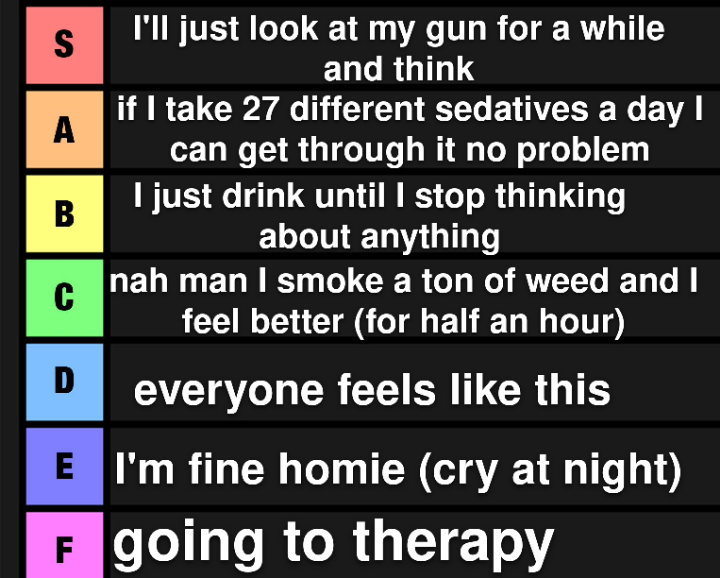 S
I'll just look at my gun for a while
and think
A
if I take 27 different sedatives a day I
can get through it no problem
B
I just drink until I stop thinking
about anything
C
nah man I smoke a ton of weed and I
feel better (for half an hour)
D
everyone feels like this
E
I'm fine homie (cry at night)
F
going to therapy